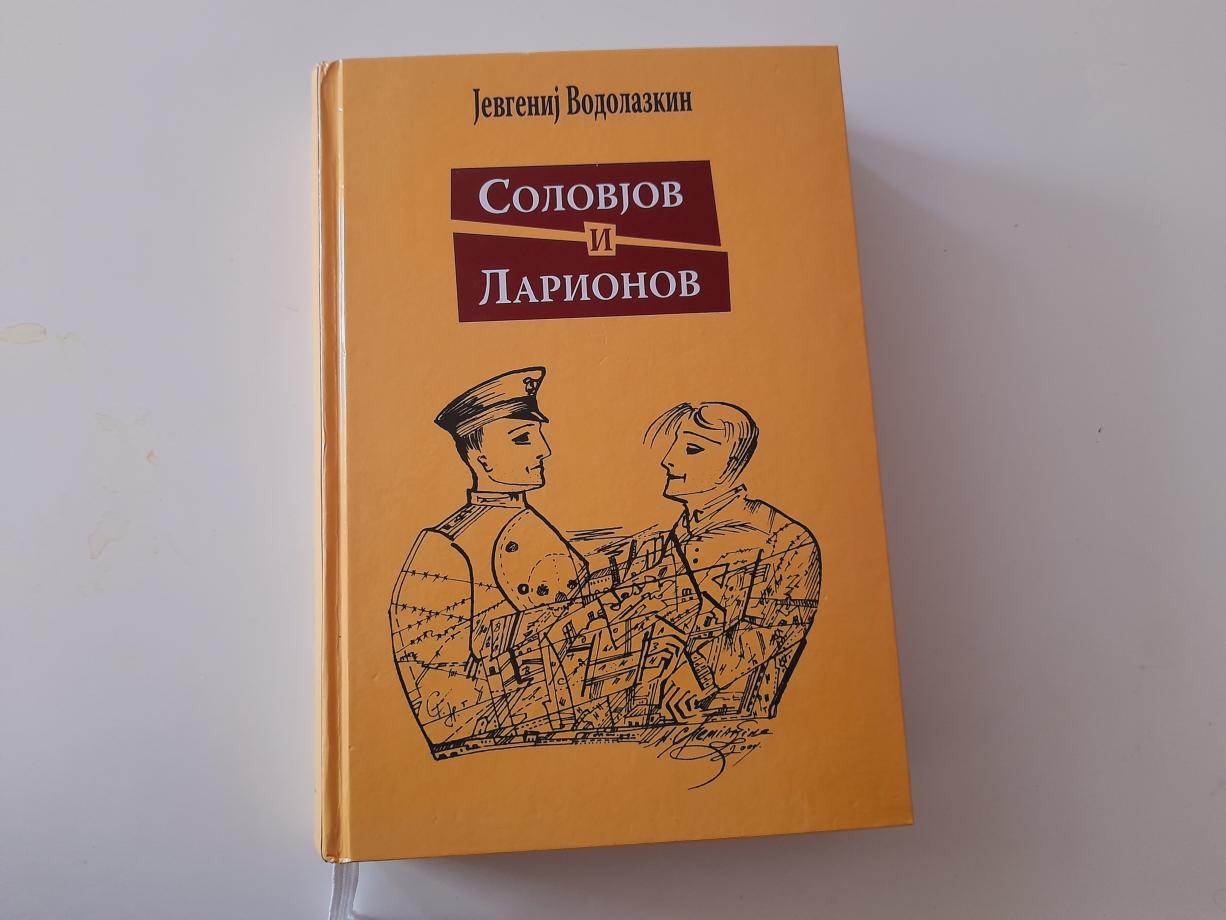 Јевгениј Водолазкин
Соловјов
и
Ларионов